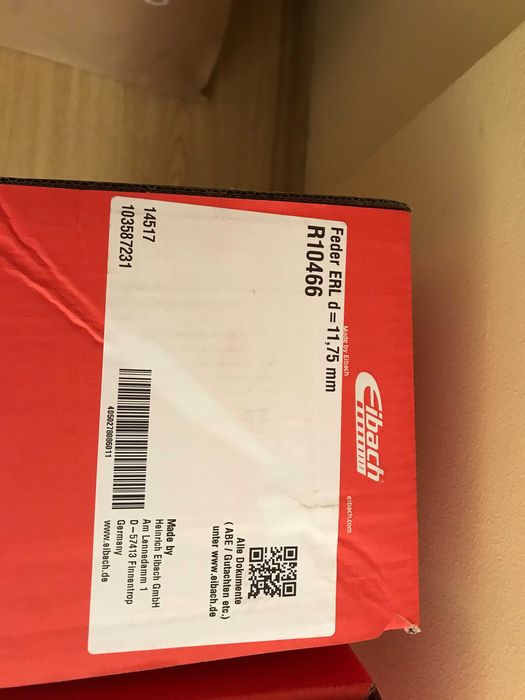 Made by Eibach
Eibach
eibach.com
Feder ERL d = 11,75 mm
R10466
14517
103587231
4050278086011
Alle Dokumente
( ABE / Gutachten etc.)
unter www.eibach.de
Made by
Heinrich Eibach GmbH
Am Lennedamm 1
D–57413 Finnentrop
Germany
www.eibach.de